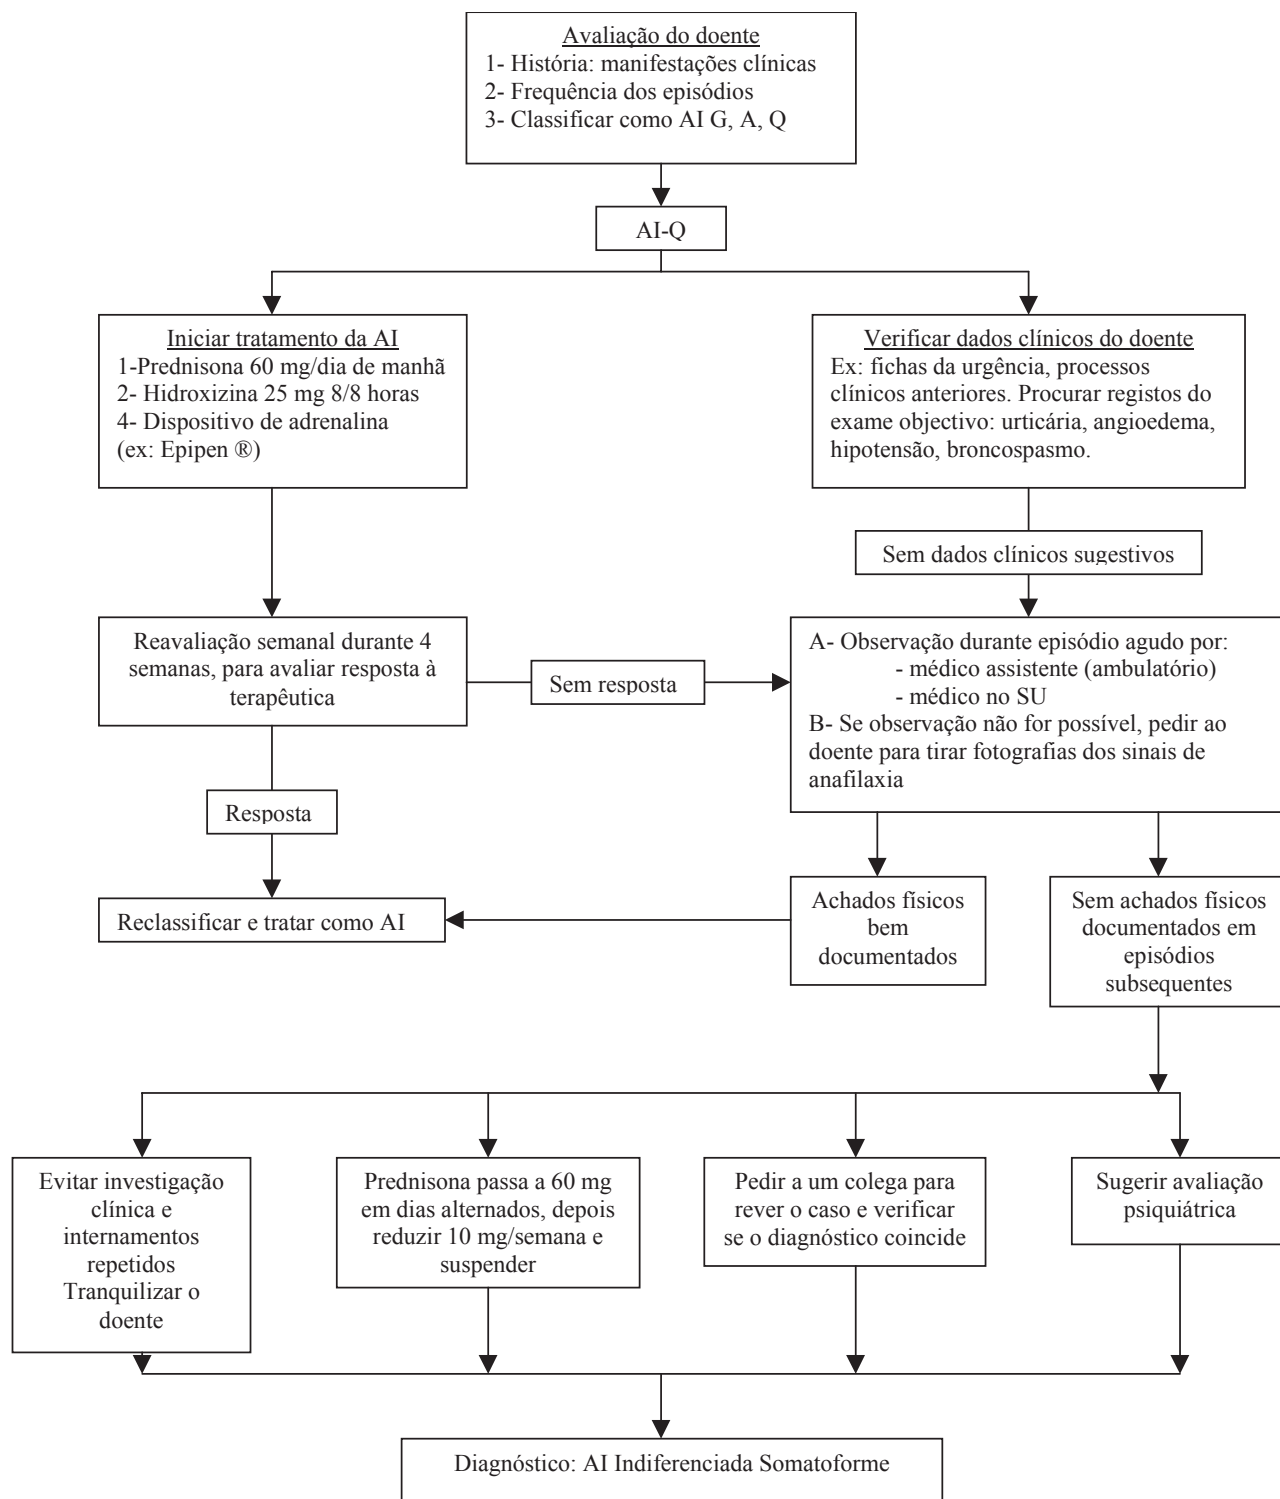 Avaliação do doente
1- História: manifestações clínicas
2- Frequência dos episódios
3- Classificar como AI G, A, Q
AI-Q
Iniciar tratamento da AI
1-Prednisona 60 mg/dia de manhã
2- Hidroxizina 25 mg 8/8 horas
4- Dispositivo de adrenalina
(ex: Epipen ®)
Verificar dados clínicos do doente
Ex: fichas da urgência, processos
clínicos anteriores. Procurar registos do
exame objectivo: urticária, angioedema,
hipotensão, broncospasmo.
Sem dados clínicos sugestivos
Reavaliação semanal durante 4
semanas, para avaliar resposta à
terapêutica
Sem resposta
A- Observação durante episódio agudo por:
- médico assistente (ambulatório)
- médico no SU
B- Se observação não for possível, pedir ao
doente para tirar fotografias dos sinais de
anafilaxia
Resposta
Reclassificar e tratar como AI
Achados físicos
bem
documentados
Sem achados físicos
documentados em
episódios
subsequentes
Evitar investigação
clínica e
internamentos
repetidos
Tranquilizar o
doente
Prednisona passa a 60 mg
em dias alternados, depois
reduzir 10 mg/semana e
suspender
Pedir a um colega para
rever o caso e verificar
se o diagnóstico coincide
Sugerir avaliação
psiquiátrica
Diagnóstico: AI Indiferenciada Somatoforme